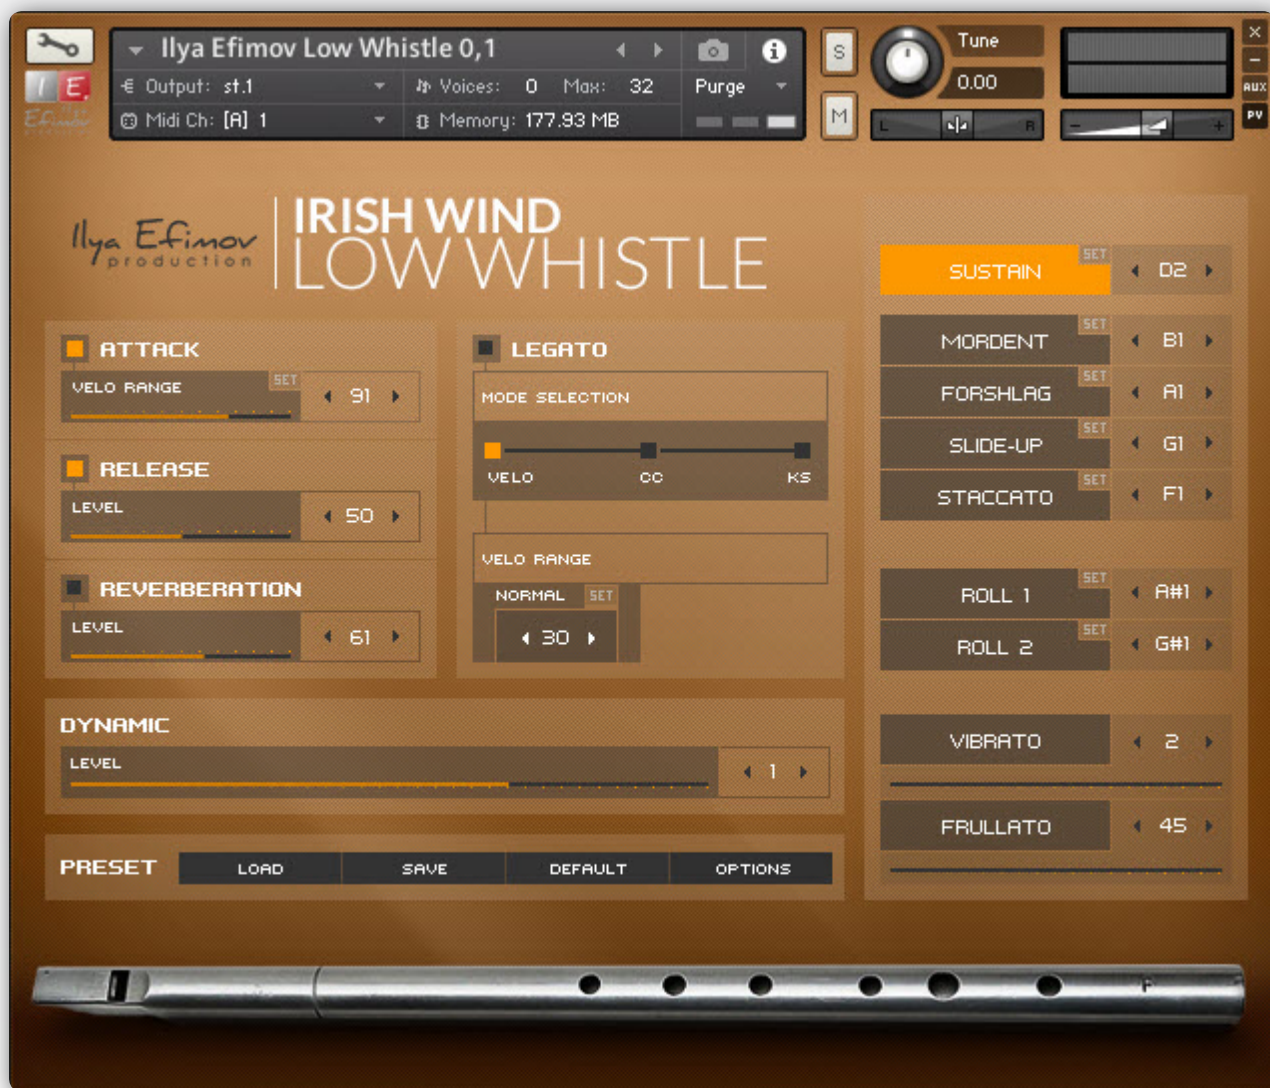 Ilya Efimov Low Whistle 0,1
S
Tune
X
-
I E.
Output: st.1
Voices: 0 Max: 32
Purge
0.00
AUX
Efimov
Midi Ch: [A] 1
Memory: 177.93 MB
M
L R
- +
PV
Ilya Efimov
production
IRISH WIND
LOW WHISTLE
SUSTAIN SET D2
ATTACK
VELO RANGE SET 91
RELEASE
LEVEL 50
REVERBERATION
LEVEL 61
LEGATO
MODE SELECTION
VELO CC KS
VELO RANGE
NORMAL SET
30
MORDENT SET B1
FORSHLAG SET A1
SLIDE-UP SET G1
STACCATO SET F1
ROLL 1 SET A#1
ROLL 2 SET G#1
DYNAMIC
LEVEL 1
VIBRATO 2
FRULLATO 45
PRESET LOAD SAVE DEFAULT OPTIONS
F